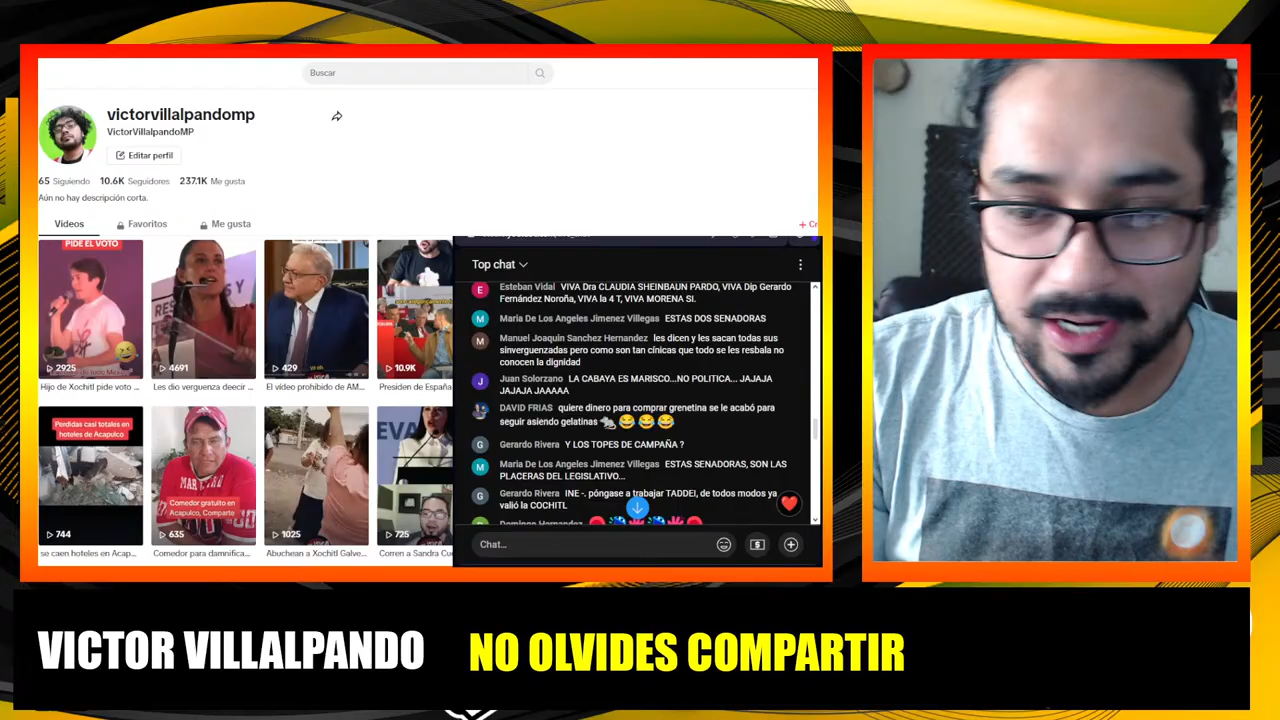 Buscar
victorvillalpandomp
VictorVillalpandoMP
Editar perfil
65 Siguiendo 10.6K Seguidores 237.1K Me gusta
Aún no hay descripción corta.
Videos Favoritos Me gusta
PIDE EL VOTO
2925
4691
429
10.9K
Hijo de Xochitl pide voto ...
Les dio verguenza deecir ...
El vídeo prohibido de AM...
Presiden de España
Perdidas casi totales en
hoteles de Acapulco
744
Comedor gratuito en
Acapulco, Comparte
635
1025
725
se caen hoteles en Acap...
Comedor para damnifica...
Abuchean a Xochitl Galve...
Corren a Sandra Cu
Top chat
Esteban Vidal VIVA Dra CLAUDIA SHEINBAUN PARDO, VIVA Dip Gerardo
Fernández Noroña, VIVA la 4 T, VIVA MORENA SI.
Maria De Los Angeles Jimenez Villegas ESTAS DOS SENADORAS
Manuel Joaquin Sanchez Hernandez les dicen y les sacan todas sus
sinverguenzadas pero como son tan cínicas que todo se les resbala no
conocen la dignidad
Juan Solorzano LA CABAYA ES MARISCO...NO POLITICA... JAJAJA
JAJAJA JAAAAA
DAVID FRIAS quiere dinero para comprar grenetina se le acabó para
seguir asiendo gelatinas 🐀😂😂😂
Gerardo Rivera Y LOS TOPES DE CAMPAÑA ?
Maria De Los Angeles Jimenez Villegas ESTAS SENADORAS, SON LAS
PLACERAS DEL LEGISLATIVO...
Gerardo Rivera INE -. póngase a trabajar TADDEI, de todos modos ya
valió la COCHITL
Domingo Hernandez
Chat...
VICTOR VILLALPANDO
NO OLVIDES COMPARTIR